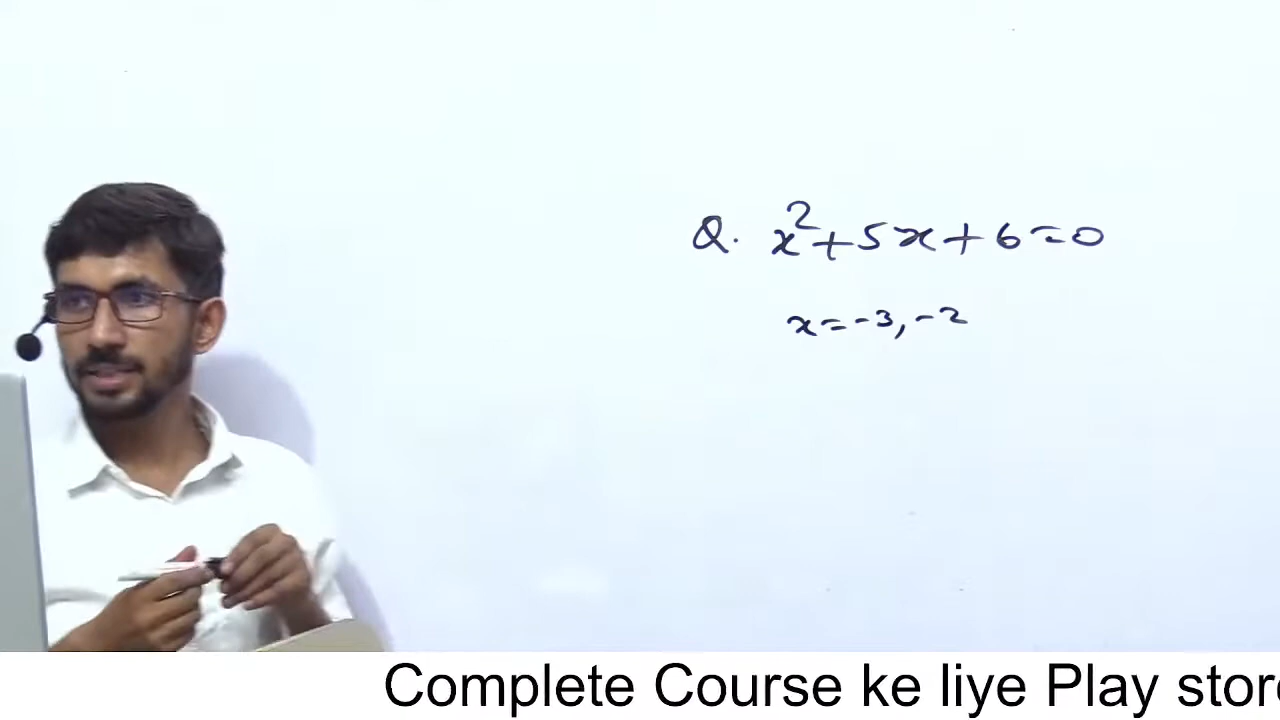 Q. x²+5x+6=0
x=-3,-2
Complete Course ke liye Play stor